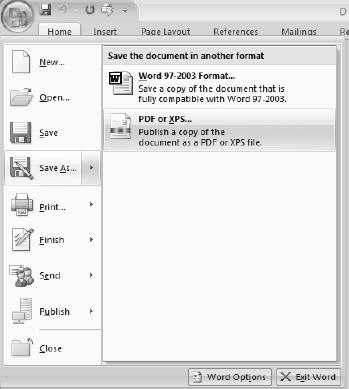 D
Home Insert Page Layout References Mailings Re
New...
Open...
Save
Save As...
Print...
Finish
Send
Publish
Close
Save the document in another format
Word 97-2003 Format...
Save a copy of the document that is
fully compatible with Word 97-2003.
PDF or XPS...
Publish a copy of the
document as a PDF or XPS file.
Word Options Exit Word